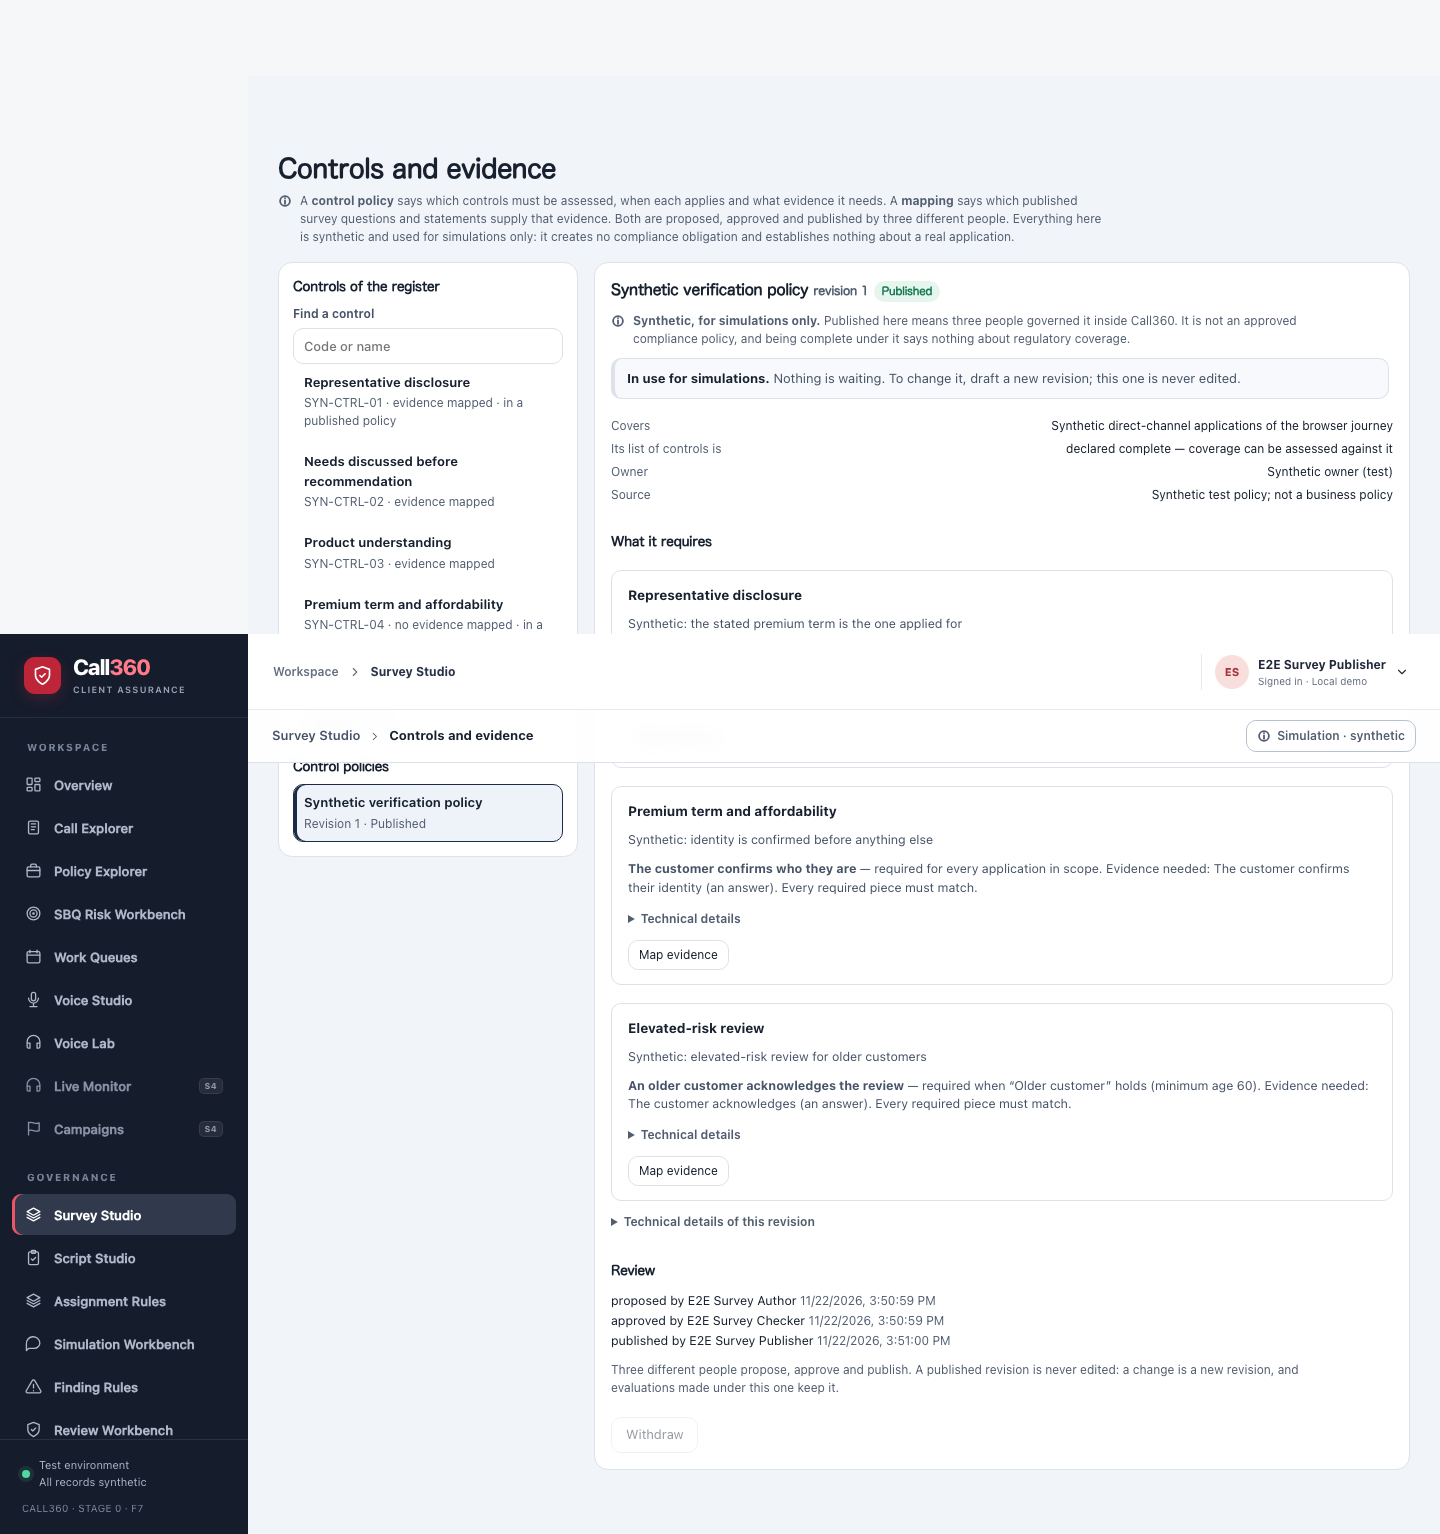 Controls and evidence
A control policy says which controls must be assessed, when each applies and what evidence it needs. A mapping says which published
survey questions and statements supply that evidence. Both are proposed, approved and published by three different people. Everything here
is synthetic and used for simulations only: it creates no compliance obligation and establishes nothing about a real application.
Controls of the register
Find a control
Code or name
Representative disclosure
SYN-CTRL-01 · evidence mapped · in a
published policy
Needs discussed before
recommendation
SYN-CTRL-02 · evidence mapped
Product understanding
SYN-CTRL-03 · evidence mapped
Premium term and affordability
SYN-CTRL-04 · no evidence mapped · in a
Synthetic verification policy revision 1 Published
Synthetic, for simulations only. Published here means three people governed it inside Call360. It is not an approved
compliance policy, and being complete under it says nothing about regulatory coverage.
In use for simulations. Nothing is waiting. To change it, draft a new revision; this one is never edited.
Covers Synthetic direct-channel applications of the browser journey
Its list of controls is declared complete — coverage can be assessed against it
Owner Synthetic owner (test)
Source Synthetic test policy; not a business policy
What it requires
Representative disclosure
Synthetic: the stated premium term is the one applied for
Call360
CLIENT ASSURANCE
Workspace > Survey Studio
ES
E2E Survey Publisher
Signed in · Local demo
Survey Studio > Controls and evidence
Simulation · synthetic
WORKSPACE
Overview
Call Explorer
Policy Explorer
SBQ Risk Workbench
Work Queues
Voice Studio
Voice Lab
Live Monitor S4
Campaigns S4
GOVERNANCE
Survey Studio
Script Studio
Assignment Rules
Simulation Workbench
Finding Rules
Review Workbench
Test environment
All records synthetic
CALL360 · STAGE 0 · F7
Control policies
Synthetic verification policy
Revision 1 · Published
Premium term and affordability
Synthetic: identity is confirmed before anything else
The customer confirms who they are — required for every application in scope. Evidence needed: The customer confirms
their identity (an answer). Every required piece must match.
Technical details
Map evidence
Elevated-risk review
Synthetic: elevated-risk review for older customers
An older customer acknowledges the review — required when “Older customer” holds (minimum age 60). Evidence needed:
The customer acknowledges (an answer). Every required piece must match.
Technical details
Map evidence
Technical details of this revision
Review
proposed by E2E Survey Author 11/22/2026, 3:50:59 PM
approved by E2E Survey Checker 11/22/2026, 3:50:59 PM
published by E2E Survey Publisher 11/22/2026, 3:51:00 PM
Three different people propose, approve and publish. A published revision is never edited: a change is a new revision, and
evaluations made under this one keep it.
Withdraw